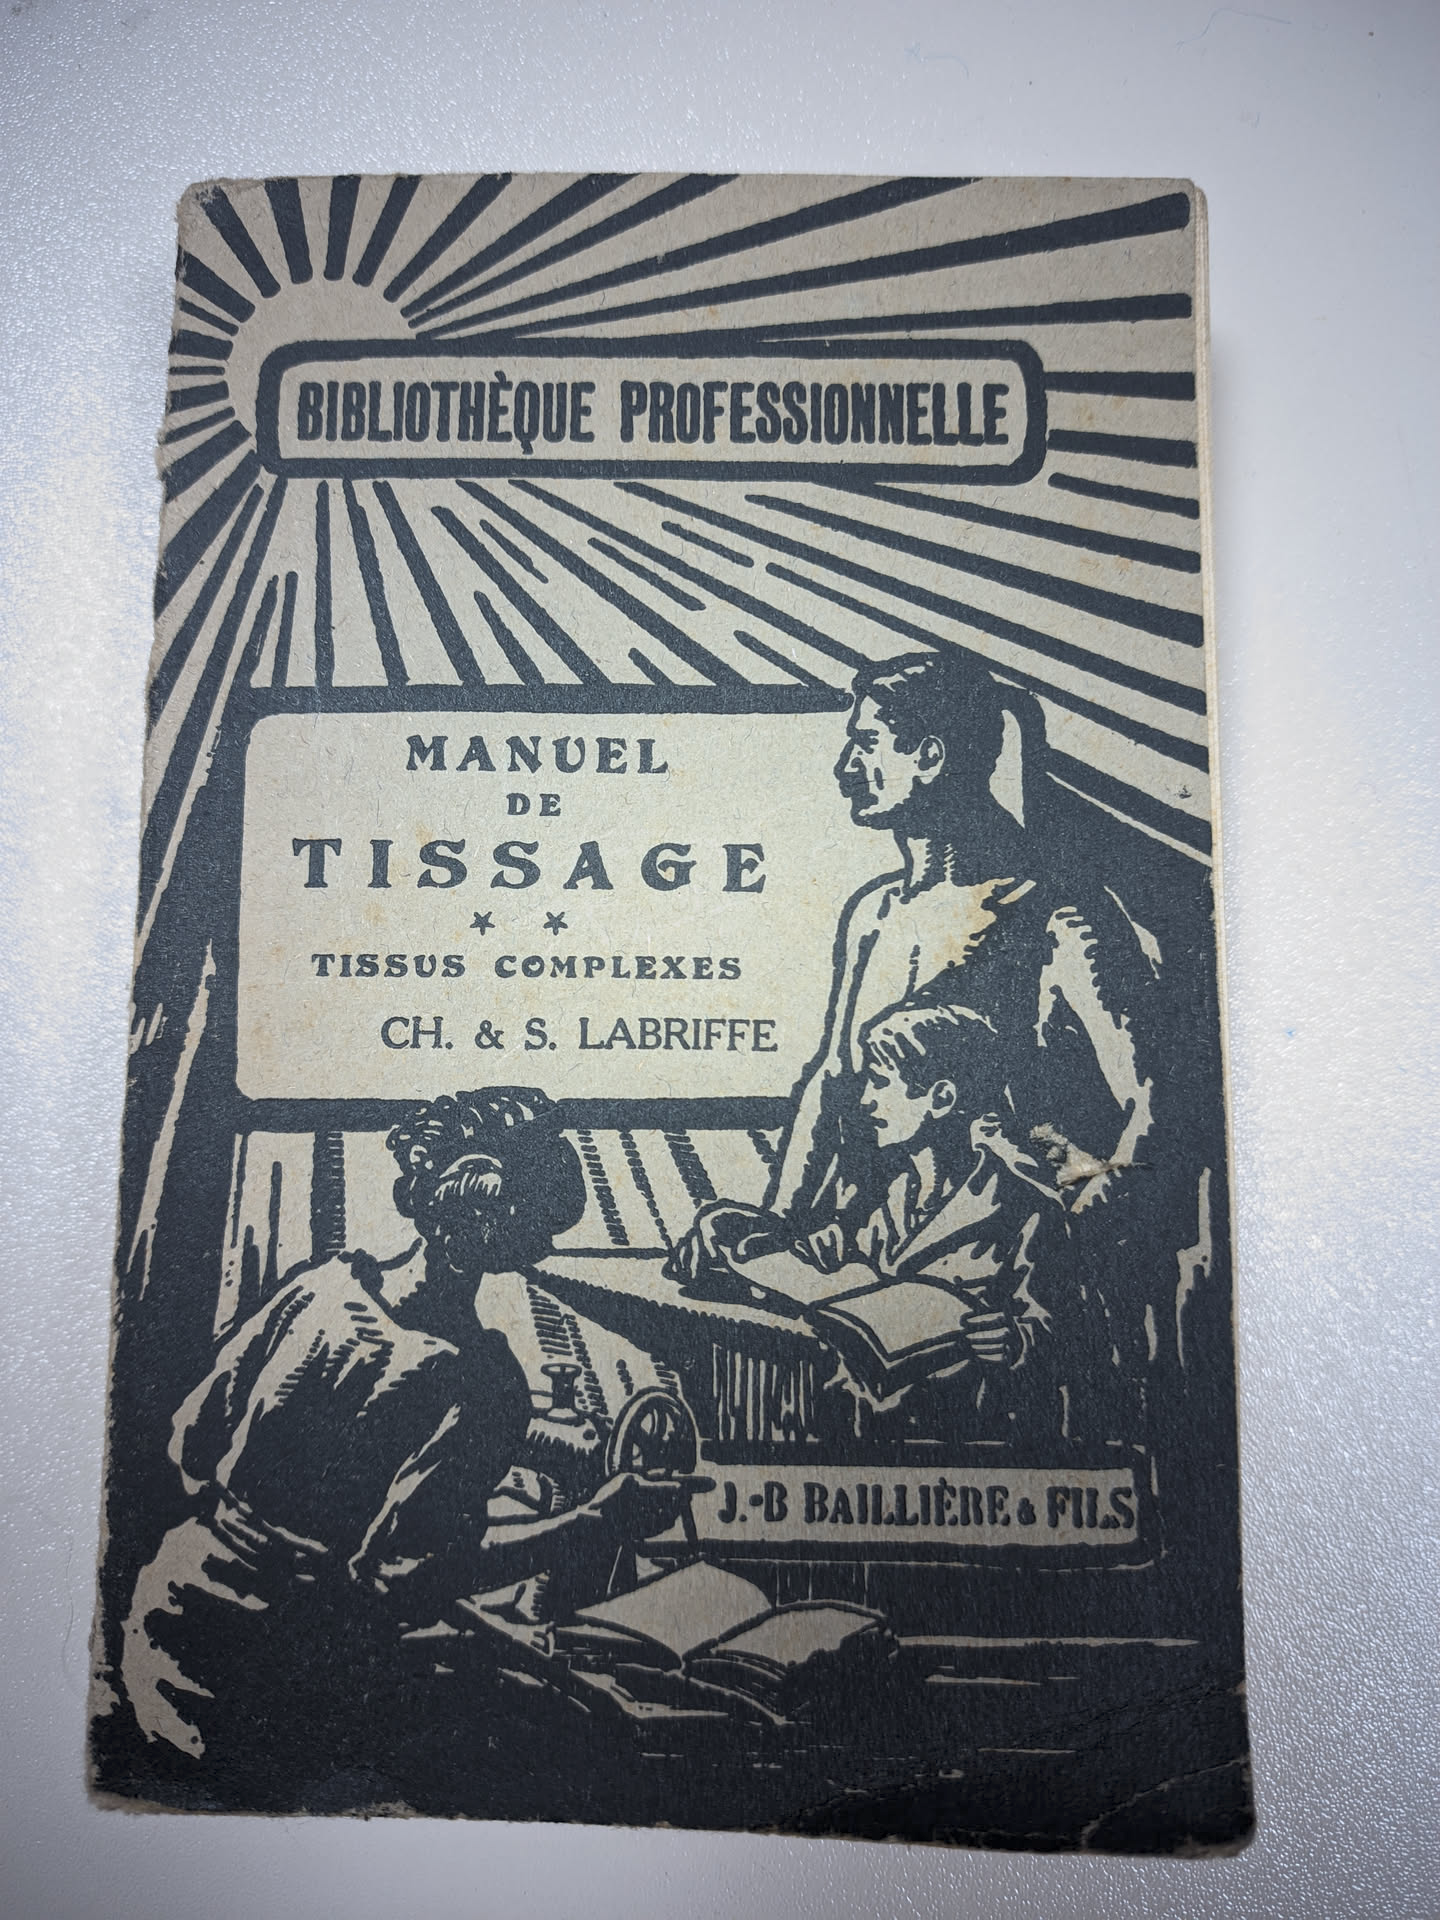 BIBLIOTHÈQUE PROFESSIONNELLE
MANUEL
DE
TISSAGE
* *
TISSUS COMPLEXES
CH. & S. LABRIFFE
J.-B BAILLIÈRE & FILS